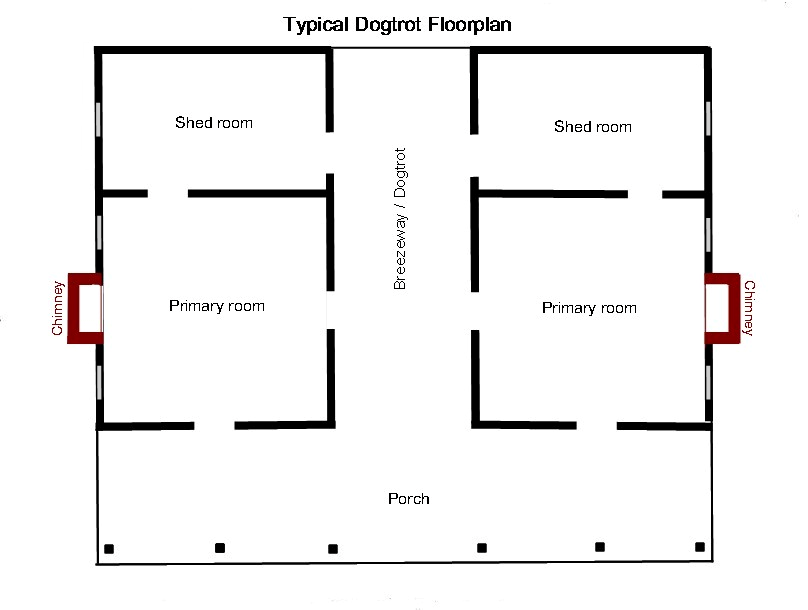 Typical Dogtrot Floorplan
Shed room
Shed room
Breezeway / Dogtrot
Chimney
Primary room
Primary room
Chimney
Porch